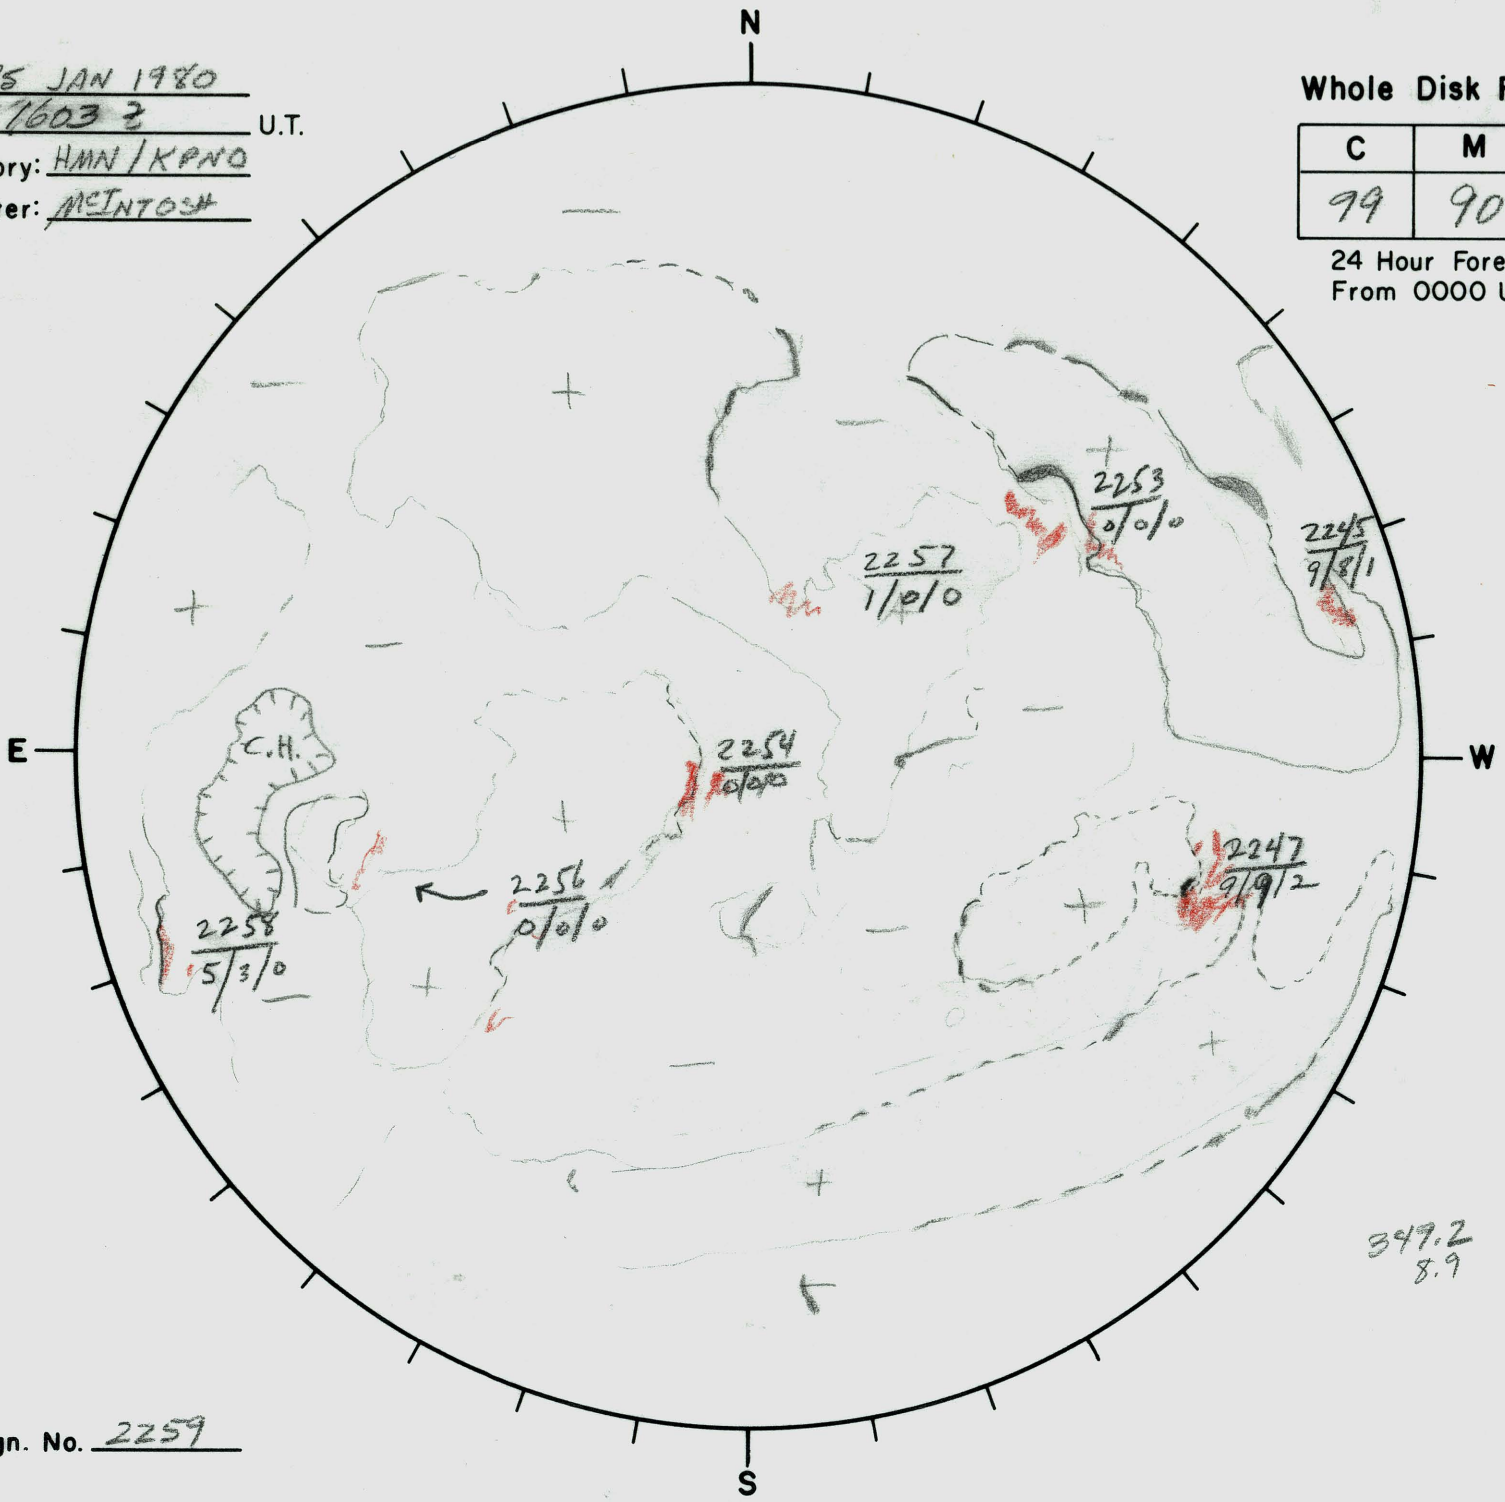 N
5 JAN 1980
1603 Z U.T.
ory: HMN/KPNO
er: McINTOSH
Whole Disk F
C M
99 90
24 Hour Fore
From 0000 U
2253
0/0/0
2245
9/8/1
2257
1/0/0
E
C.H.
2254
0/0/0
W
2247
9/9/2
2256
0/0/0
2258
5/3/0
349.2
8.9
gn. No. 2259
S